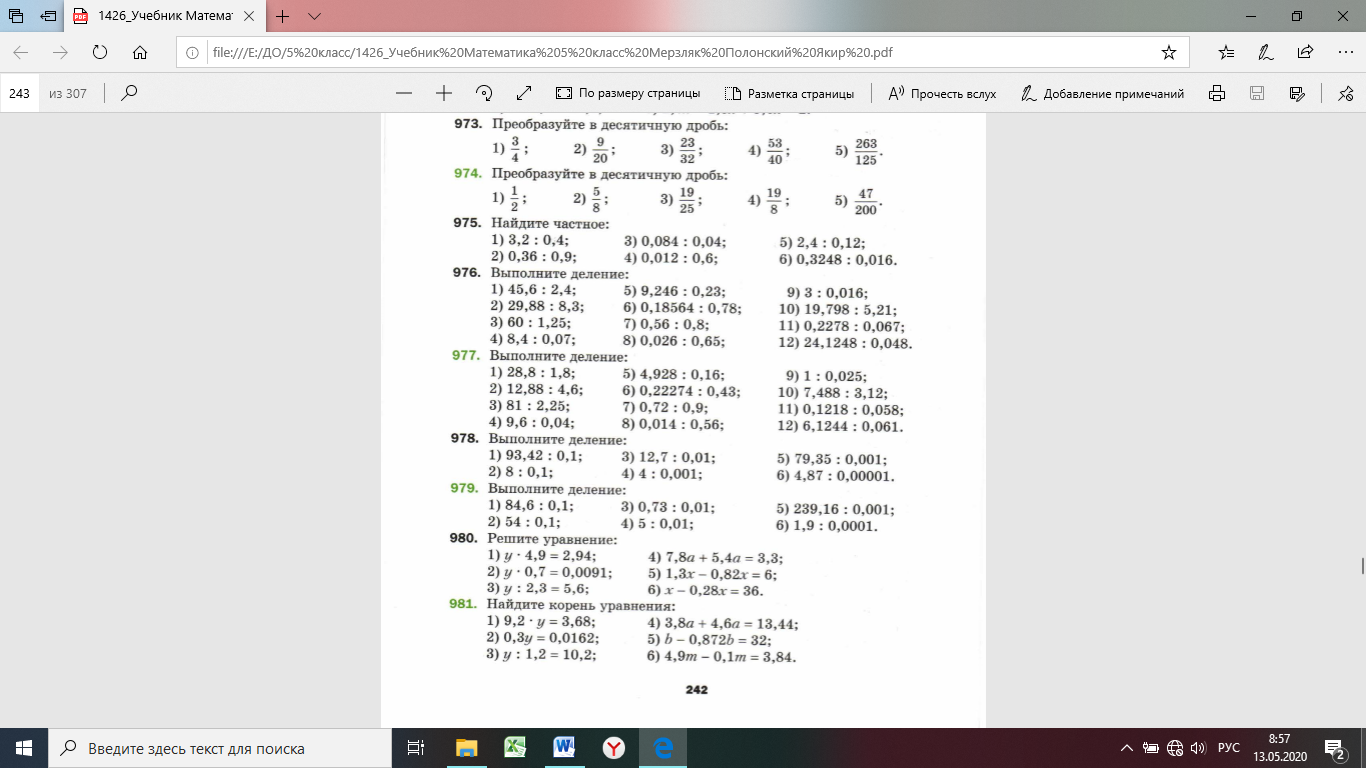 1426_Учебник Матема
file:///E:/ДО/5%20класс/1426_Учебник%20Математика%205%20класс%20Мерзляк%20Полонский%20Якир%20.pdf
243 из 307 По размеру страницы Разметка страницы Прочесть вслух Добавление примечаний
973. Преобразуйте в десятичную дробь:
1) 3/4; 2) 9/20; 3) 23/32; 4) 53/40; 5) 263/125.
974. Преобразуйте в десятичную дробь:
1) 1/2; 2) 5/8; 3) 19/25; 4) 19/8; 5) 47/200.
975. Найдите частное:
1) 3,2 : 0,4; 3) 0,084 : 0,04; 5) 2,4 : 0,12;
2) 0,36 : 0,9; 4) 0,012 : 0,6; 6) 0,3248 : 0,016.
976. Выполните деление:
1) 45,6 : 2,4; 5) 9,246 : 0,23; 9) 3 : 0,016;
2) 29,88 : 8,3; 6) 0,18564 : 0,78; 10) 19,798 : 5,21;
3) 60 : 1,25; 7) 0,56 : 0,8; 11) 0,2278 : 0,067;
4) 8,4 : 0,07; 8) 0,026 : 0,65; 12) 24,1248 : 0,048.
977. Выполните деление:
1) 28,8 : 1,8; 5) 4,928 : 0,16; 9) 1 : 0,025;
2) 12,88 : 4,6; 6) 0,22274 : 0,43; 10) 7,488 : 3,12;
3) 81 : 2,25; 7) 0,72 : 0,9; 11) 0,1218 : 0,058;
4) 9,6 : 0,04; 8) 0,014 : 0,56; 12) 6,1244 : 0,061.
978. Выполните деление:
1) 93,42 : 0,1; 3) 12,7 : 0,01; 5) 79,35 : 0,001;
2) 8 : 0,1; 4) 4 : 0,001; 6) 4,87 : 0,00001.
979. Выполните деление:
1) 84,6 : 0,1; 3) 0,73 : 0,01; 5) 239,16 : 0,001;
2) 54 : 0,1; 4) 5 : 0,01; 6) 1,9 : 0,0001.
980. Решите уравнение:
1) y · 4,9 = 2,94; 4) 7,8a + 5,4a = 3,3;
2) y · 0,7 = 0,0091; 5) 1,3x − 0,82x = 6;
3) y : 2,3 = 5,6; 6) x − 0,28x = 36.
981. Найдите корень уравнения:
1) 9,2 · y = 3,68; 4) 3,8a + 4,6a = 13,44;
2) 0,3y = 0,0162; 5) b − 0,872b = 32;
3) y : 1,2 = 10,2; 6) 4,9m − 0,1m = 3,84.
242
Введите здесь текст для поиска
РУС
8:57
13.05.2020
2